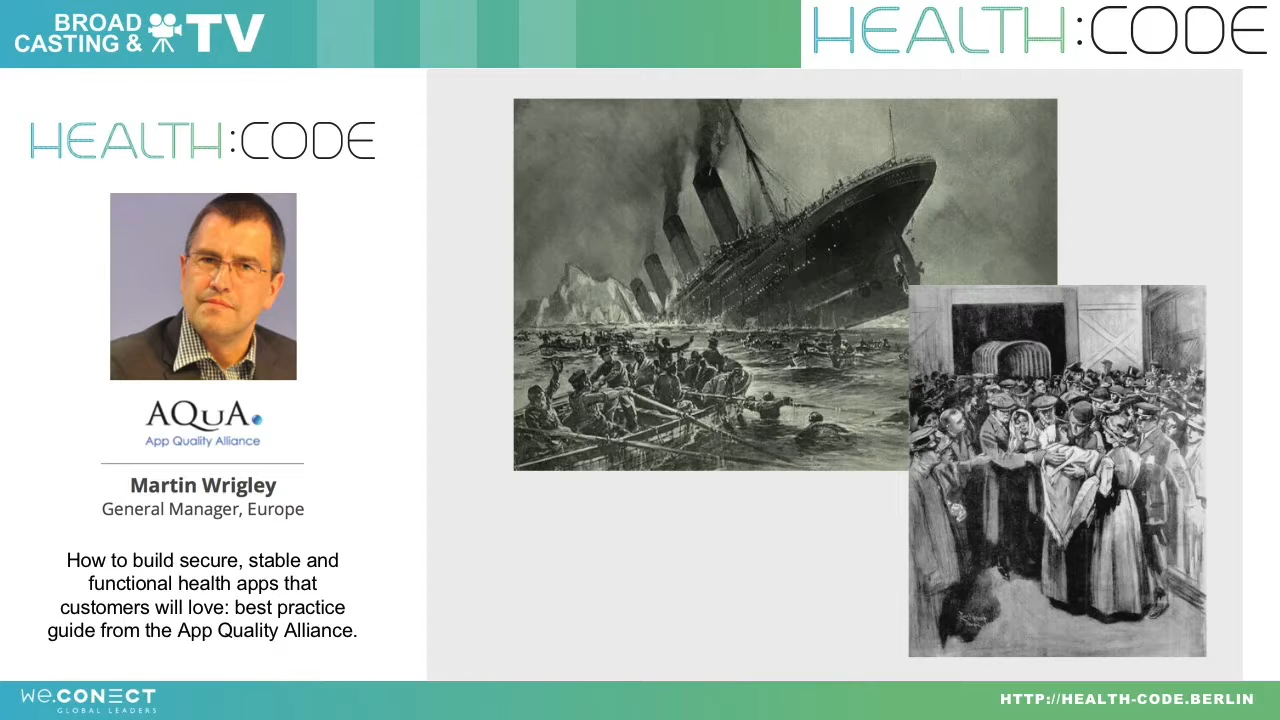 BROAD
CASTING & TV
HEALTH:CODE
HEALTH:CODE
AQuA
App Quality Alliance
Martin Wrigley
General Manager, Europe
How to build secure, stable and
functional health apps that
customers will love: best practice
guide from the App Quality Alliance.
we.CONECT
GLOBAL LEADERS
HTTP://HEALTH-CODE.BERLIN